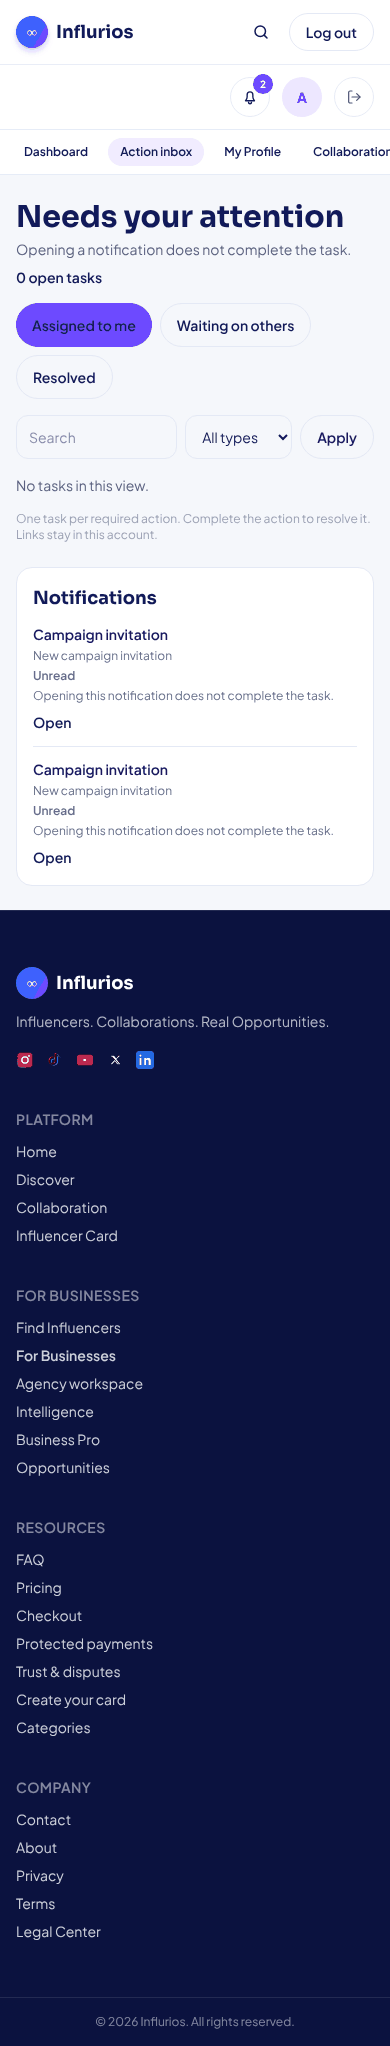 Influrios
Log out
2
A
Dashboard Action inbox My Profile Collaboration
Needs your attention
Opening a notification does not complete the task.
0 open tasks
Assigned to me Waiting on others
Resolved
Search All types Apply
No tasks in this view.
One task per required action. Complete the action to resolve it.
Links stay in this account.
Notifications
Campaign invitation
New campaign invitation
Unread
Opening this notification does not complete the task.
Open
Campaign invitation
New campaign invitation
Unread
Opening this notification does not complete the task.
Open
Influrios
Influencers. Collaborations. Real Opportunities.
PLATFORM
Home
Discover
Collaboration
Influencer Card
FOR BUSINESSES
Find Influencers
For Businesses
Agency workspace
Intelligence
Business Pro
Opportunities
RESOURCES
FAQ
Pricing
Checkout
Protected payments
Trust & disputes
Create your card
Categories
COMPANY
Contact
About
Privacy
Terms
Legal Center
© 2026 Influrios. All rights reserved.